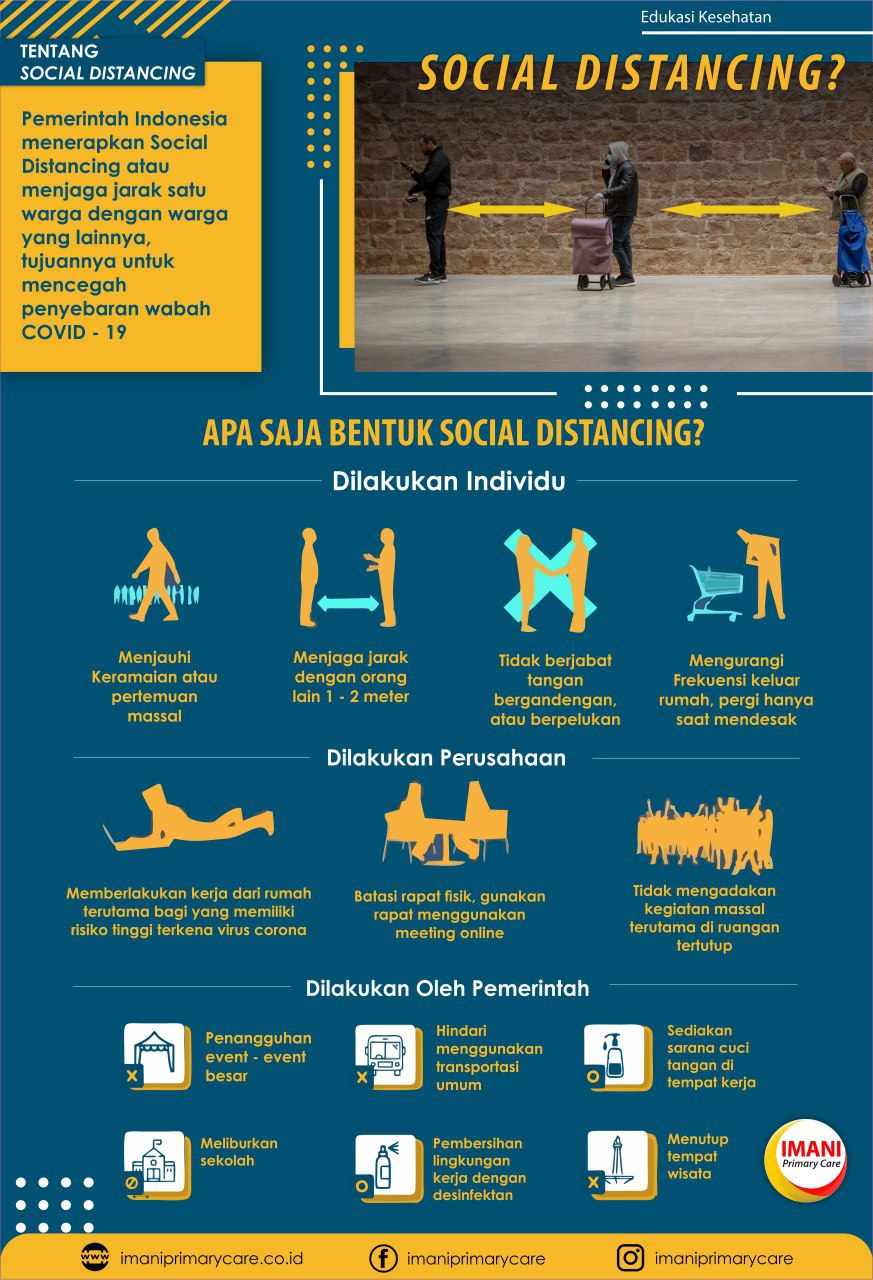 Edukasi Kesehatan
TENTANG
SOCIAL DISTANCING
SOCIAL DISTANCING?
Pemerintah Indonesia
menerapkan Social
Distancing atau
menjaga jarak satu
warga dengan warga
yang lainnya,
tujuannya untuk
mencegah
penyebaran wabah
COVID - 19
APA SAJA BENTUK SOCIAL DISTANCING?
Dilakukan Individu
Menjauhi
Keramaian atau
pertemuan
massal
Menjaga jarak
dengan orang
lain 1 - 2 meter
Tidak berjabat
tangan
bergandengan,
atau berpelukan
Mengurangi
Frekuensi keluar
rumah, pergi hanya
saat mendesak
Dilakukan Perusahaan
Memberlakukan kerja dari rumah
terutama bagi yang memiliki
risiko tinggi terkena virus corona
Batasi rapat fisik, gunakan
rapat menggunakan
meeting online
Tidak mengadakan
kegiatan massal
terutama di ruangan
tertutup
Dilakukan Oleh Pemerintah
X
Penangguhan
event - event
besar
X
Hindari
menggunakan
transportasi
umum
O
Sediakan
sarana cuci
tangan di
tempat kerja
Meliburkan
sekolah
O
Pembersihan
lingkungan
kerja dengan
desinfektan
X
Menutup
tempat
wisata
IMANI
Primary Care
www
imaniprimarycare.co.id
f
imaniprimarycare
imaniprimarycare